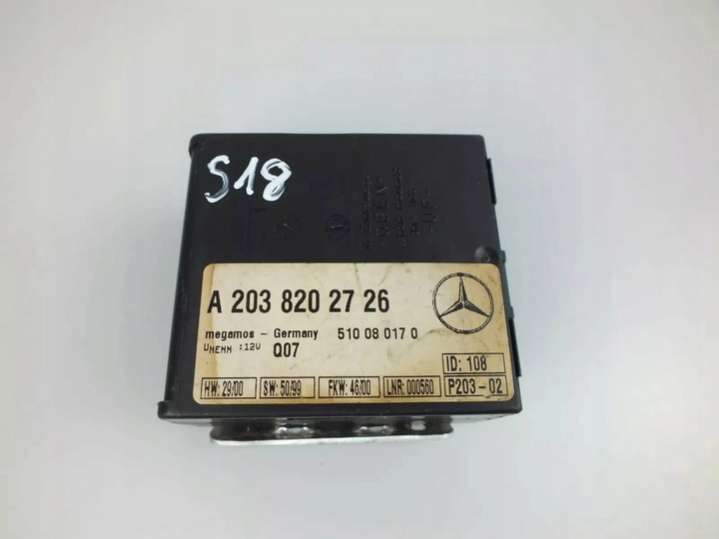 S18
A 203 820 27 26
megamos - Germany 510 08 017 0
UNENN :12V Q07
ID: 108
HW: 29/00 SW: 50/99 FKW: 46/00 LNR: 000560 P203-02